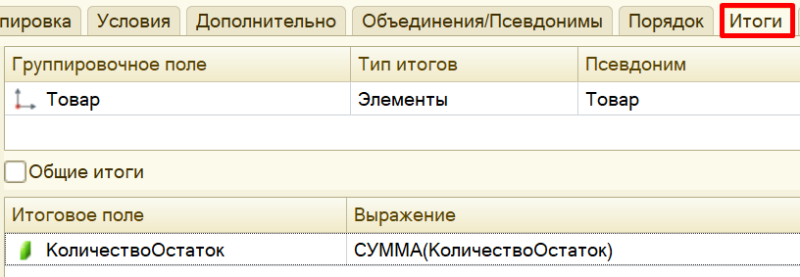 пировка Условия Дополнительно Объединения/Псевдонимы Порядок Итоги
Группировочное поле Тип итогов Псевдоним
Товар Элементы Товар
Общие итоги
Итоговое поле Выражение
КоличествоОстаток СУММА(КоличествоОстаток)